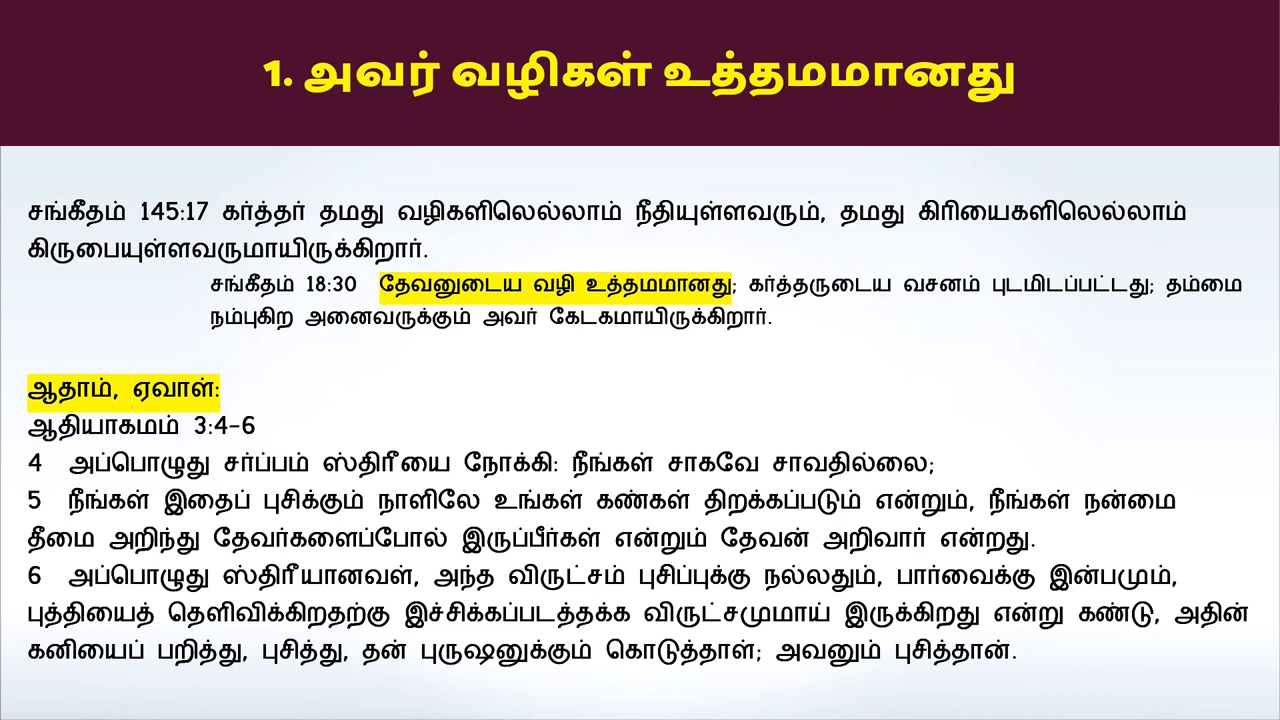 1. அவர் வழிகள் உத்தமமானது
சங்கீதம் 145:17 கர்த்தர் தமது வழிகளிலெல்லாம் நீதியுள்ளவரும், தமது கிரியைகளிலெல்லாம்
கிருபையுள்ளவருமாயிருக்கிறார்.
சங்கீதம் 18:30 தேவனுடைய வழி உத்தமமானது; கர்த்தருடைய வசனம் புடமிடப்பட்டது; தம்மை
நம்புகிற அனைவருக்கும் அவர் கேடகமாயிருக்கிறார்.
ஆதாம், ஏவாள்:
ஆதியாகமம் 3:4-6
4 அப்பொழுது சர்ப்பம் ஸ்திரீயை நோக்கி: நீங்கள் சாகவே சாவதில்லை;
5 நீங்கள் இதைப் புசிக்கும் நாளிலே உங்கள் கண்கள் திறக்கப்படும் என்றும், நீங்கள் நன்மை
தீமை அறிந்து தேவர்களைப்போல் இருப்பீர்கள் என்றும் தேவன் அறிவார் என்றது.
6 அப்பொழுது ஸ்திரீயானவள், அந்த விருட்சம் புசிப்புக்கு நல்லதும், பார்வைக்கு இன்பமும்,
புத்தியைத் தெளிவிக்கிறதற்கு இச்சிக்கப்படத்தக்க விருட்சமுமாய் இருக்கிறது என்று கண்டு, அதின்
கனியைப் பறித்து, புசித்து, தன் புருஷனுக்கும் கொடுத்தாள்; அவனும் புசித்தான்.